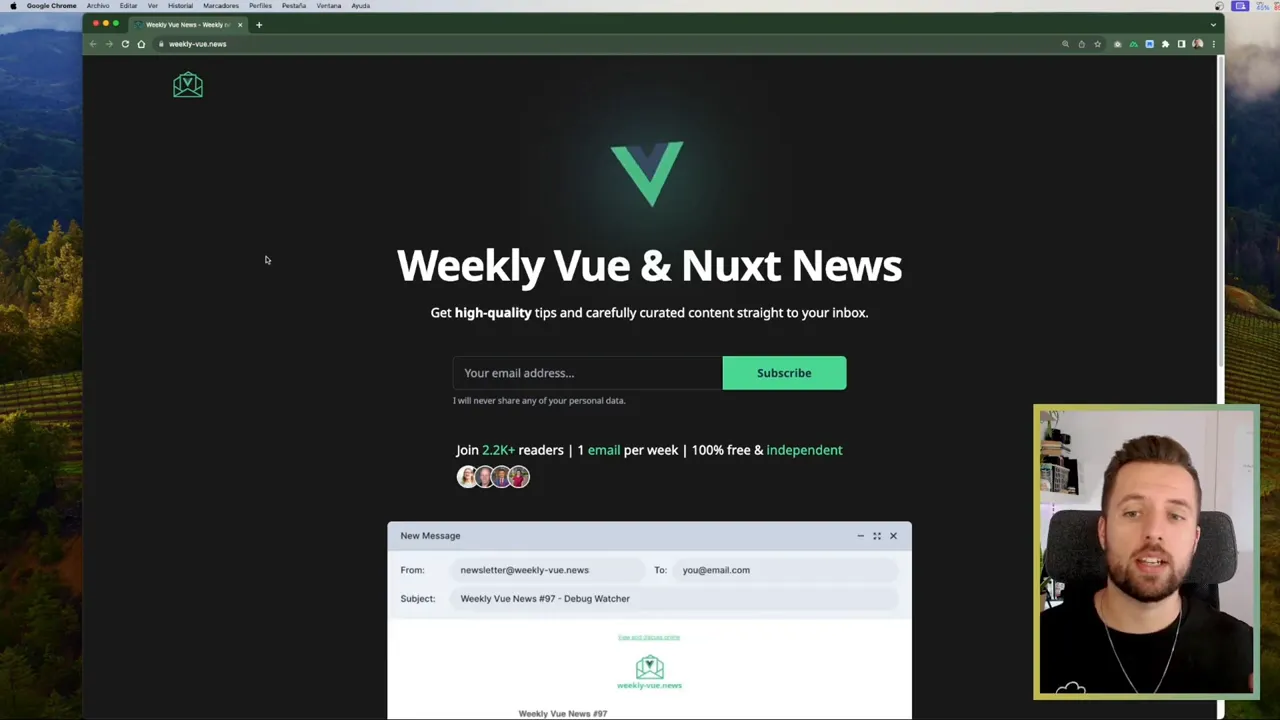 Google Chrome Archivo Editar Ver Historial Marcadores Perfiles Pestaña Ventana Ayuda
Weekly Vue News - Weekly n
weekly-vue.news
Weekly Vue & Nuxt News
Get high-quality tips and carefully curated content straight to your inbox.
Your email address...
Subscribe
I will never share any of your personal data.
Join 2.2K+ readers | 1 email per week | 100% free & independent
New Message
From: newsletter@weekly-vue.news To: you@email.com
Subject: Weekly Vue News #97 - Debug Watcher
weekly-vue.news
Weekly Vue News #97